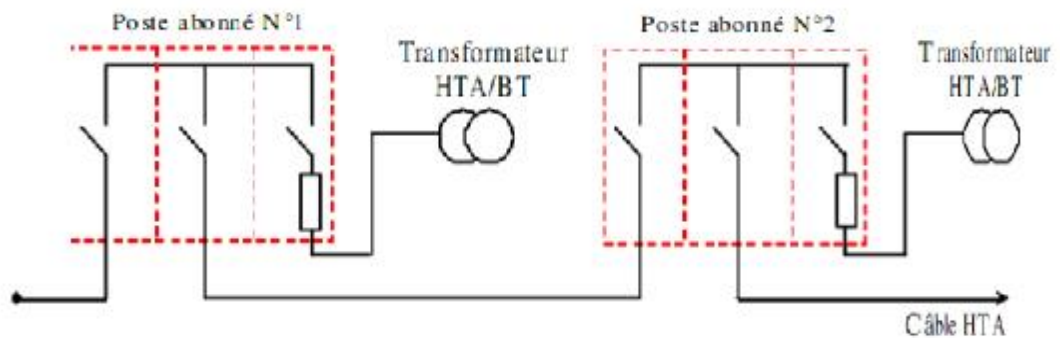 Poste abonné N°1
Transformateur
HTA/BT
Poste abonné N°2
Transformateur
HTA/BT
Câble HTA